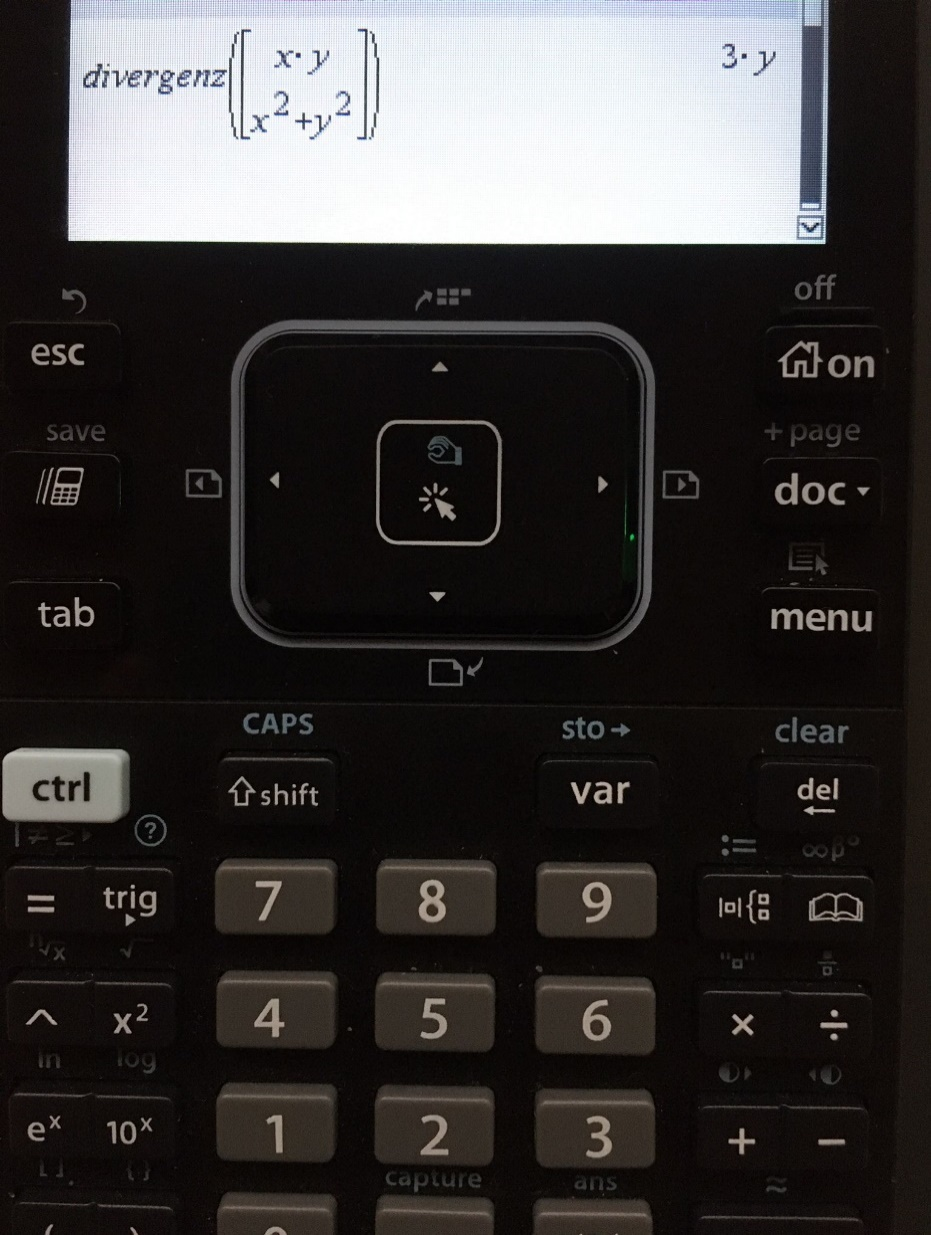 divergenz([x·y
x²+y²])
3·y
off
esc
on
save
+ page
doc
tab
menu
CAPS
sto→
clear
ctrl
⇧shift
var
del
←
|≠≥▸
?
:=
∞β°
=
trig
7
8
9
|□|{
ⁿ√x
√
"□"
^
x²
4
5
6
×
÷
ln
log
eˣ
10ˣ
1
2
3
+
−
[ ]
{}
capture
ans
≈